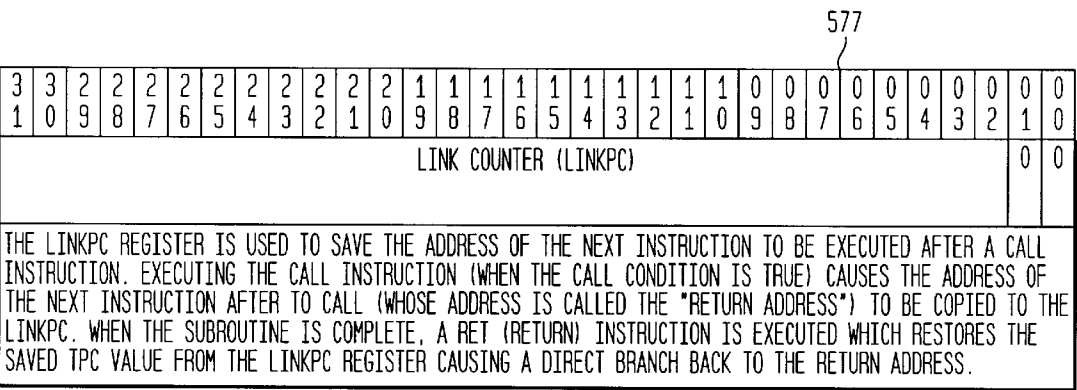 577
3 3 2 2 2 2 2 2 2 2 2 2 1 1 1 1 1 1 1 1 1 1 0 0 0 0 0 0 0 0 0 0
1 0 9 8 7 6 5 4 3 2 1 0 9 8 7 6 5 4 3 2 1 0 9 8 7 6 5 4 3 2 1 0
LINK COUNTER (LINKPC) 0 0
THE LINKPC REGISTER IS USED TO SAVE THE ADDRESS OF THE NEXT INSTRUCTION TO BE EXECUTED AFTER A CALL
INSTRUCTION. EXECUTING THE CALL INSTRUCTION (WHEN THE CALL CONDITION IS TRUE) CAUSES THE ADDRESS OF
THE NEXT INSTRUCTION AFTER TO CALL (WHOSE ADDRESS IS CALLED THE "RETURN ADDRESS") TO BE COPIED TO THE
LINKPC. WHEN THE SUBROUTINE IS COMPLETE, A RET (RETURN) INSTRUCTION IS EXECUTED WHICH RESTORES THE
SAVED TPC VALUE FROM THE LINKPC REGISTER CAUSING A DIRECT BRANCH BACK TO THE RETURN ADDRESS.